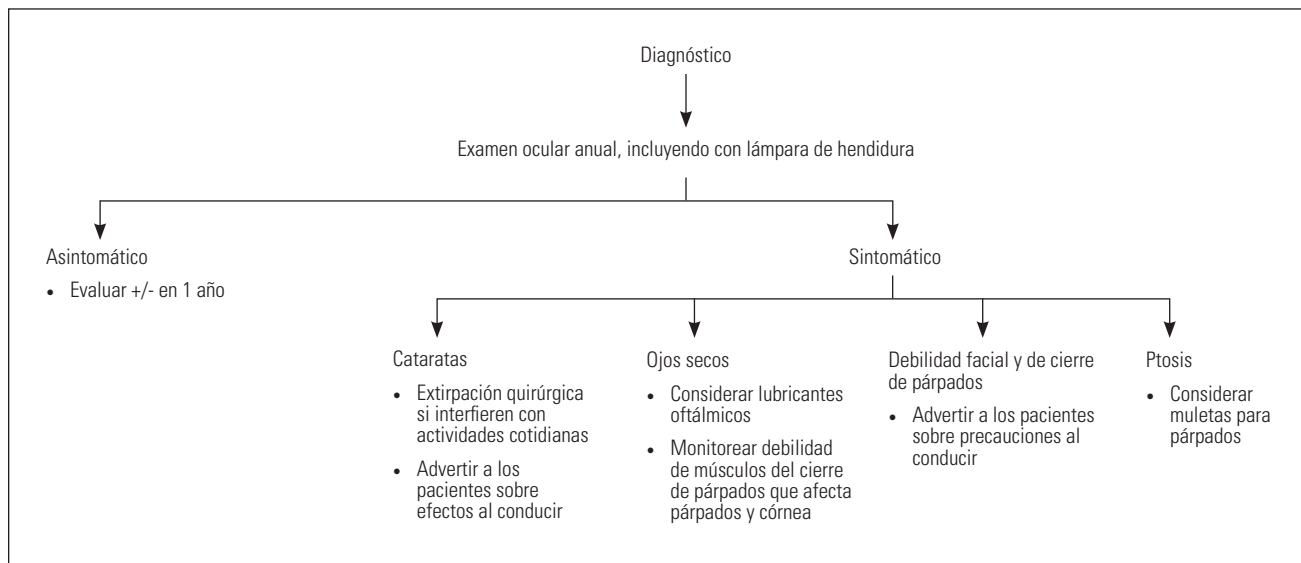 Diagnóstico
Examen ocular anual, incluyendo con lámpara de hendidura
Asintomático
• Evaluar +/- en 1 año
Sintomático
Cataratas
• Extirpación quirúrgica
si interfieren con
actividades cotidianas
• Advertir a los
pacientes sobre
efectos al conducir
Ojos secos
• Considerar lubricantes
oftálmicos
• Monitorear debilidad
de músculos del cierre
de párpados que afecta
párpados y córnea
Debilidad facial y de cierre
de párpados
• Advertir a los pacientes
sobre precauciones al
conducir
Ptosis
• Considerar
muletas para
párpados